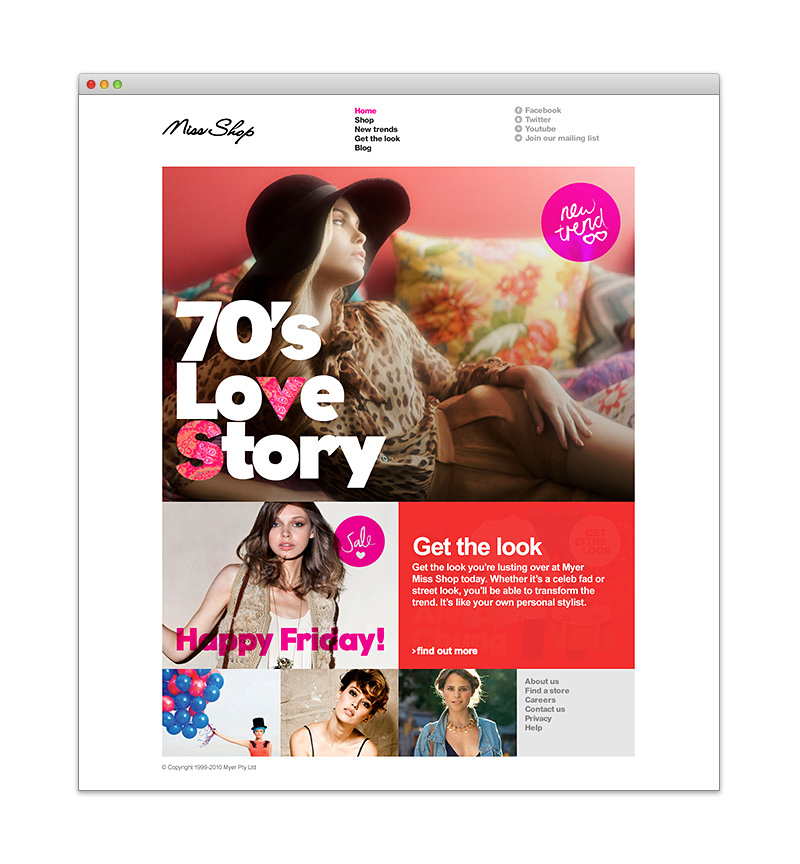 Miss Shop
Home
Shop
New trends
Get the look
Blog
Facebook
Twitter
Youtube
Join our mailing list
new
trend
70's
Love
Story
Sale
Happy Friday!
GET
THE
LOOK
Get the look
Get the look you're lusting over at Myer
Miss Shop today. Whether it's a celeb fad or
street look, you'll be able to transform the
trend. It's like your own personal stylist.
›find out more
About us
Find a store
Careers
Contact us
Privacy
Help
© Copyright 1999-2010 Myer Pty Ltd